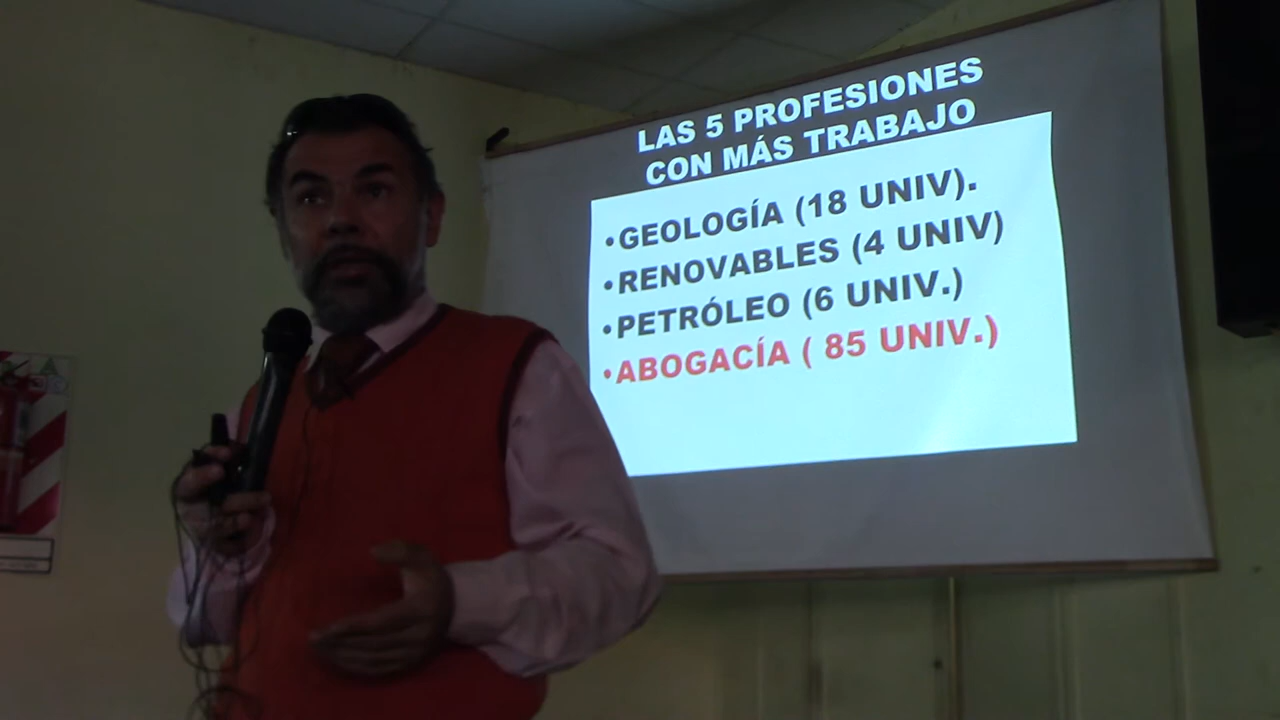 LAS 5 PROFESIONES
CON MÁS TRABAJO
•GEOLOGÍA (18 UNIV).
•RENOVABLES (4 UNIV)
•PETRÓLEO (6 UNIV.)
•ABOGACÍA ( 85 UNIV.)